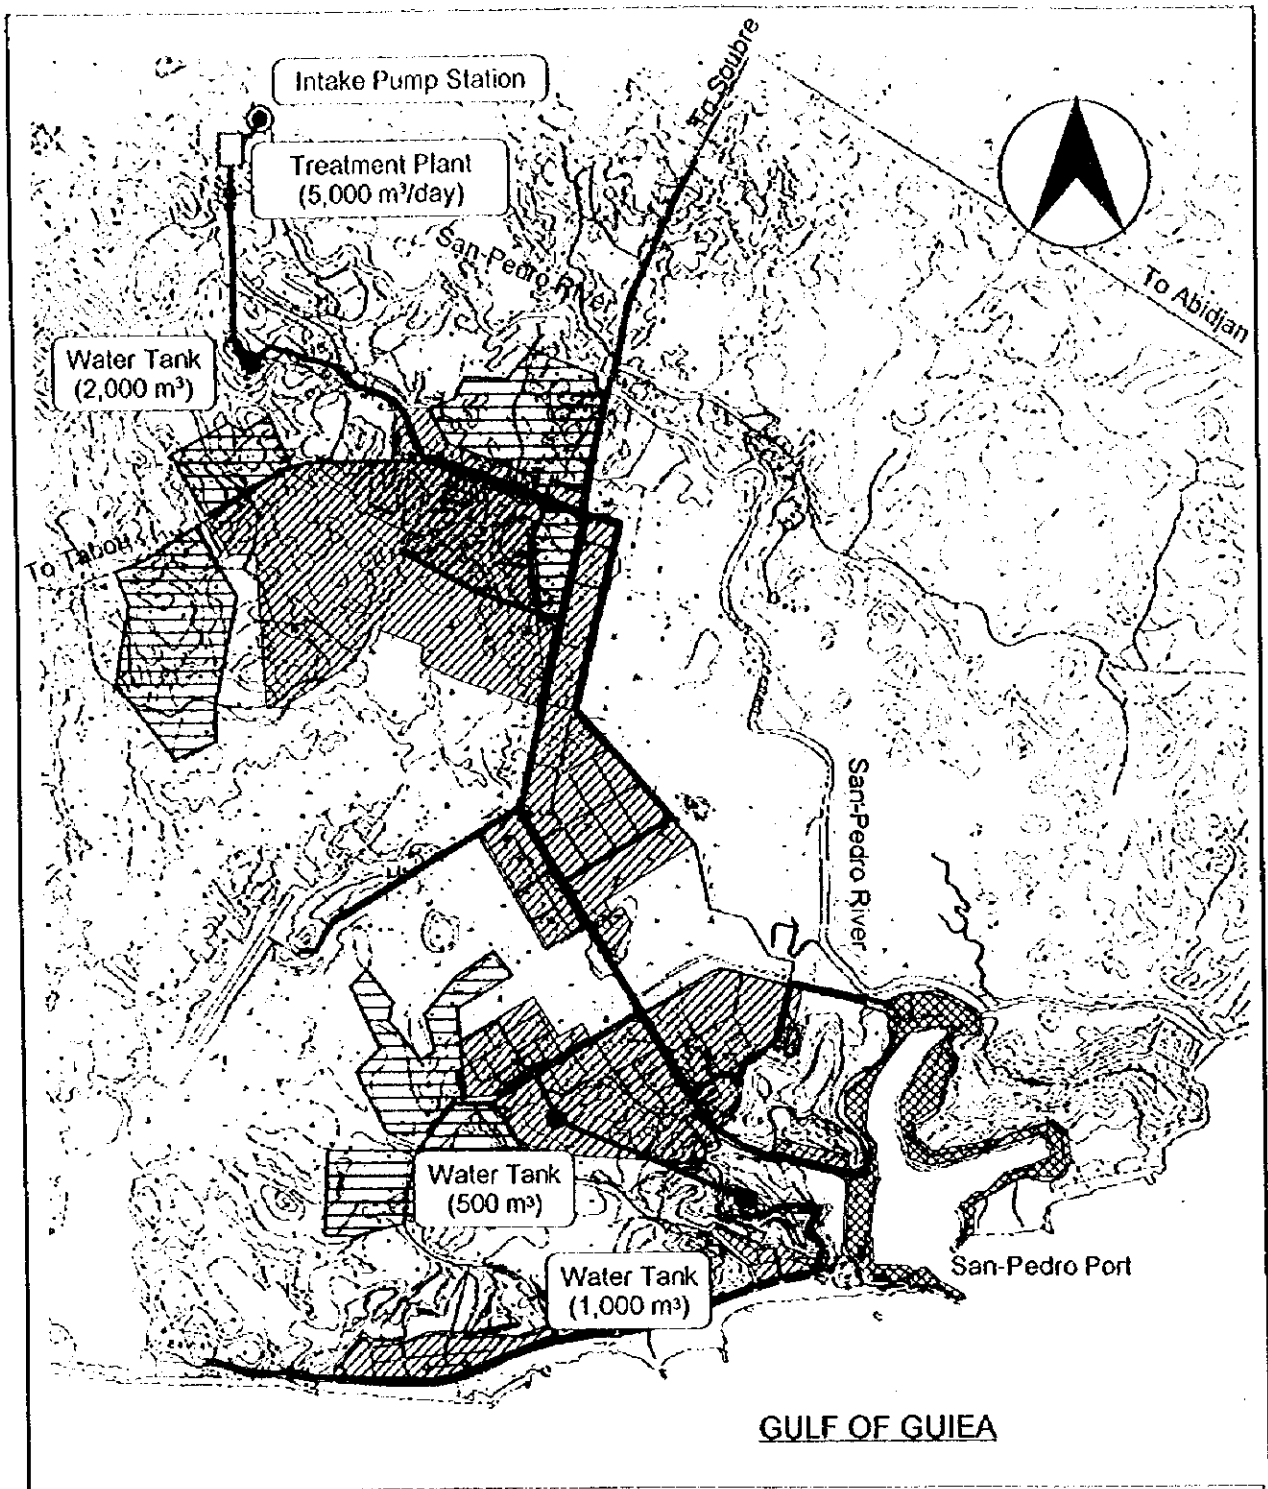 To Soubre
Intake Pump Station
Treatment Plant
(5,000 m³/day)
San-Pedro River
To Abidjan
Water Tank
(2,000 m³)
To Tabou
San-Pedro River
Water Tank
(500 m³)
Water Tank
(1,000 m³)
San-Pedro Port
GULF OF GUIEA